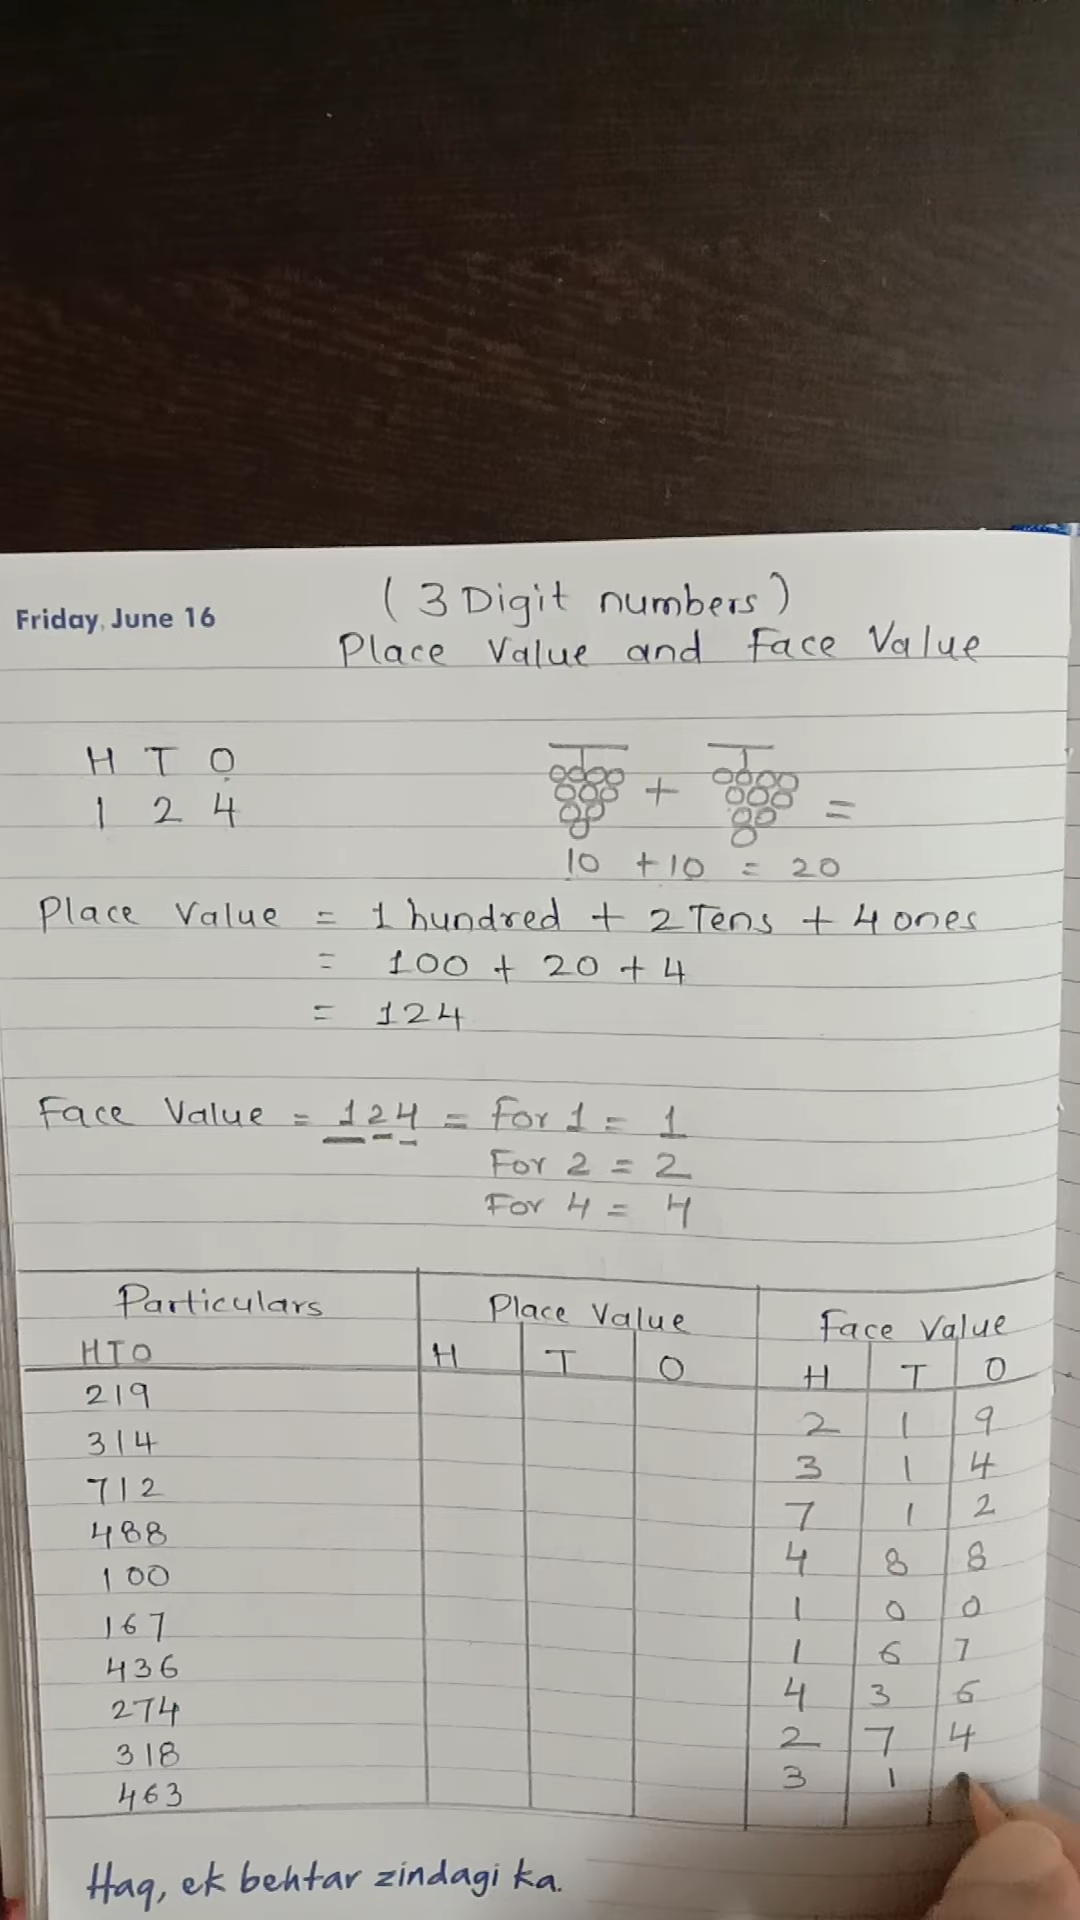 Friday, June 16
(3 Digit numbers)
Place Value and Face Value
H T O
1 2 4
+ =
10 + 10 = 20
Place Value = 1 hundred + 2 Tens + 4 ones
= 100 + 20 + 4
= 124
Face Value = 124 = For 1 = 1
For 2 = 2
For 4 = 4
Particulars Place Value Face Value
HTO H T O H T O
219 2 1 9
314 3 1 4
712 7 1 2
488 4 8 8
100 1 0 0
167 1 6 7
436 4 3 6
274 2 7 4
318 3 1
463
Haq, ek behtar zindagi ka.